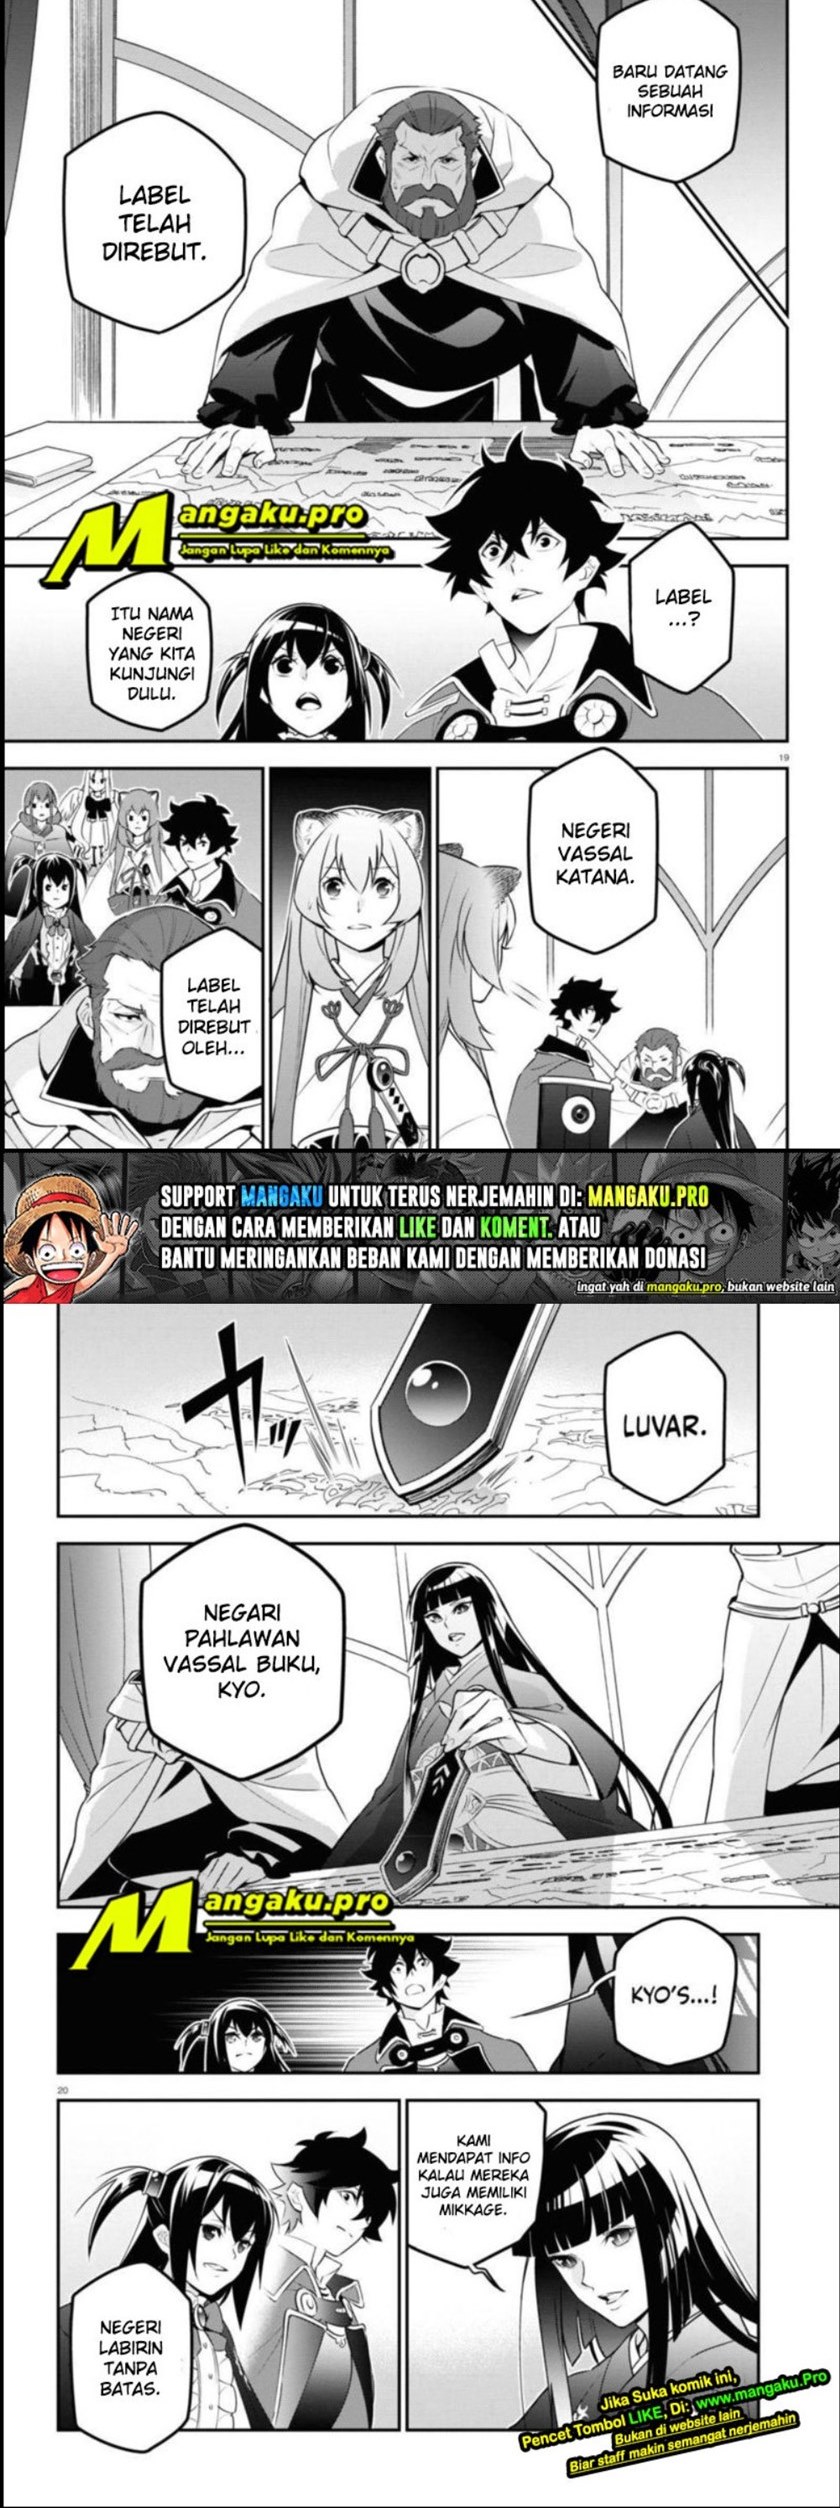 BARU DATANG
SEBUAH
INFORMASI
LABEL
TELAH
DIREBUT.
Mangaku.pro
Jangan Lupa Like dan Komennya
LABEL
...?
ITU NAMA
NEGERI
YANG KITA
KUNJUNGI
DULU.
19
NEGERI
VASSAL
KATANA.
LABEL
TELAH
DIREBUT
OLEH...
SUPPORT MANGAKU UNTUK TERUS NERJEMAHIN DI: MANGAKU.PRO
DENGAN CARA MEMBERIKAN LIKE DAN KOMENT. ATAU
BANTU MERINGANKAN BEBAN KAMI DENGAN MEMBERIKAN DONASI
ingat yah di mangaku.pro, bukan website lain
カッ
LUVAR.
NEGARI
PAHLAWAN
VASSAL BUKU,
KYO.
Mangaku.pro
Jangan Lupa Like dan Komennya
KYO'S...!
20
KAMI
MENDAPAT INFO
KALAU MEREKA
JUGA MEMILIKI
MIKKAGE.
NEGERI
LABIRIN
TANPA
BATAS.
Jika Suka komik ini,
Pencet Tombol LIKE, Di: www.mangaku.Pro
Bukan di website lain
Biar staff makin semangat nerjemahin